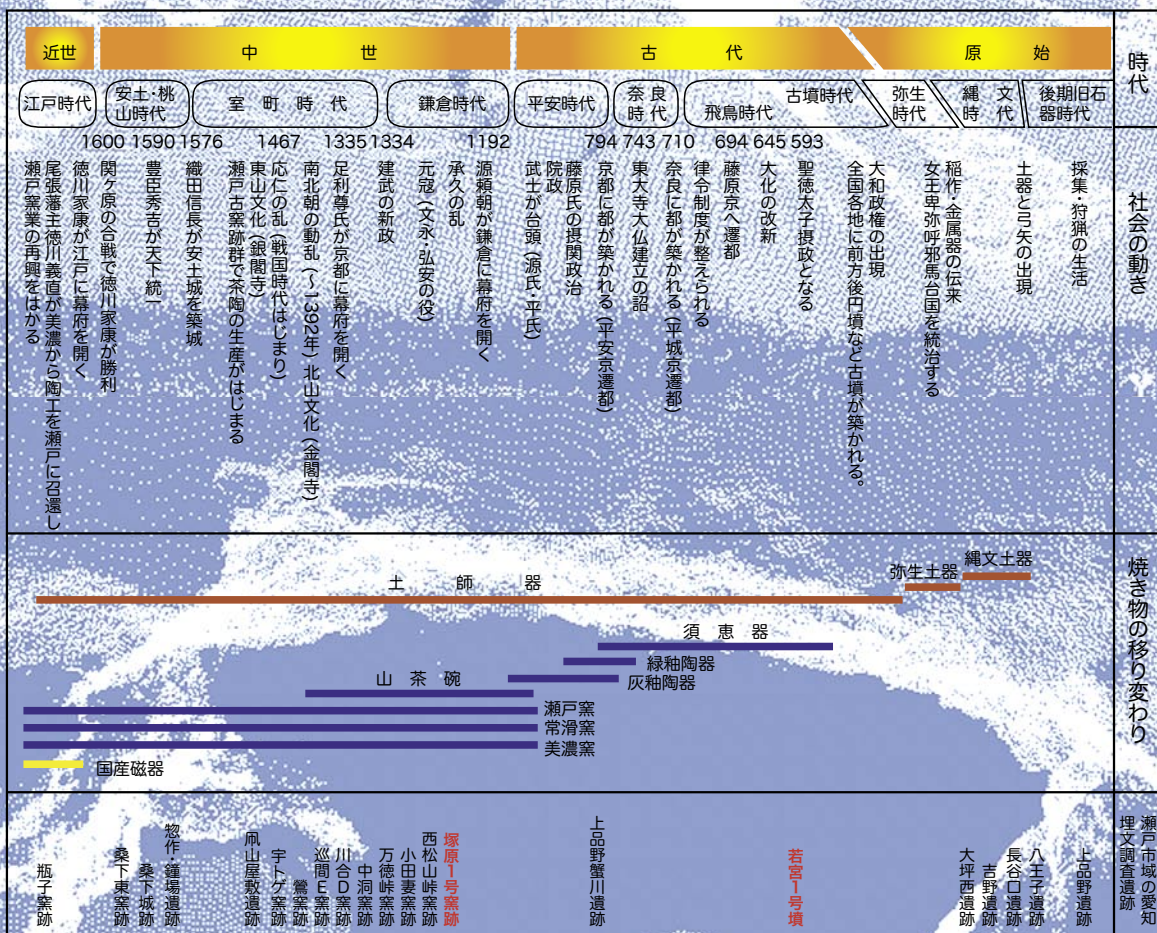 時代
原始
古代
中世
近世
後期旧石器時代
縄文時代
弥生時代
古墳時代
飛鳥時代
奈良時代
平安時代
鎌倉時代
室町時代
安土・桃山時代
江戸時代
1600 1590 1576 1467 1335 1334 1192 794 743 710 694 645 593
社会の動き
採集・狩猟の生活
土器と弓矢の出現
稲作・金属器の伝来
女王卑弥呼邪馬台国を統治する
大和政権の出現
全国各地に前方後円墳など古墳が築かれる。
聖徳太子摂政となる
大化の改新
藤原京へ遷都
律令制度が整えられる
奈良に都が築かれる(平城京遷都)
東大寺大仏建立の詔
京都に都が築かれる(平安京遷都)
藤原氏の摂関政治
院政
武士が台頭(源氏・平氏)
源頼朝が鎌倉に幕府を開く
承久の乱
元寇(文永・弘安の役)
建武の新政
足利尊氏が京都に幕府を開く
南北朝の動乱(〜1392年)北山文化(金閣寺)
応仁の乱(戦国時代はじまり)
東山文化(銀閣寺)
瀬戸古窯跡群で茶陶の生産がはじまる
織田信長が安土城を築城
豊臣秀吉が天下統一
関ヶ原の合戦で徳川家康が勝利
徳川家康が江戸に幕府を開く
尾張藩主徳川義直が美濃から陶工を瀬戸に召還し
瀬戸窯業の再興をはかる
焼き物の移り変わり
縄文土器
弥生土器
土師器
須恵器
緑釉陶器
灰釉陶器
山茶碗
瀬戸窯
常滑窯
美濃窯
国産磁器
瀬戸市域の愛知
埋文調査遺跡
上品野遺跡
八王子遺跡
長谷口遺跡
吉野遺跡
大坪西遺跡
若宮1号墳
上品野蟹川遺跡
塚原1号窯跡
西松山峠窯跡
小田妻窯跡
万徳峠窯跡
中洞窯跡
川合D窯跡
巡間E窯跡
鶯窯跡
宇トゲ窯跡
凧山屋敷遺跡
惣作・鐘場遺跡
桑下城跡
桑下東窯跡
瓶子窯跡